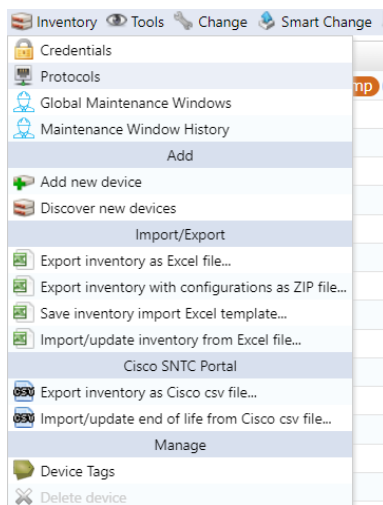 Inventory Tools Change Smart Change
Credentials
Protocols
Global Maintenance Windows
Maintenance Window History
Add
Add new device
Discover new devices
Import/Export
Export inventory as Excel file...
Export inventory with configurations as ZIP file...
Save inventory import Excel template...
Import/update inventory from Excel file...
Cisco SNTC Portal
CSV Export inventory as Cisco csv file...
CSV Import/update end of life from Cisco csv file...
Manage
Device Tags
Delete device